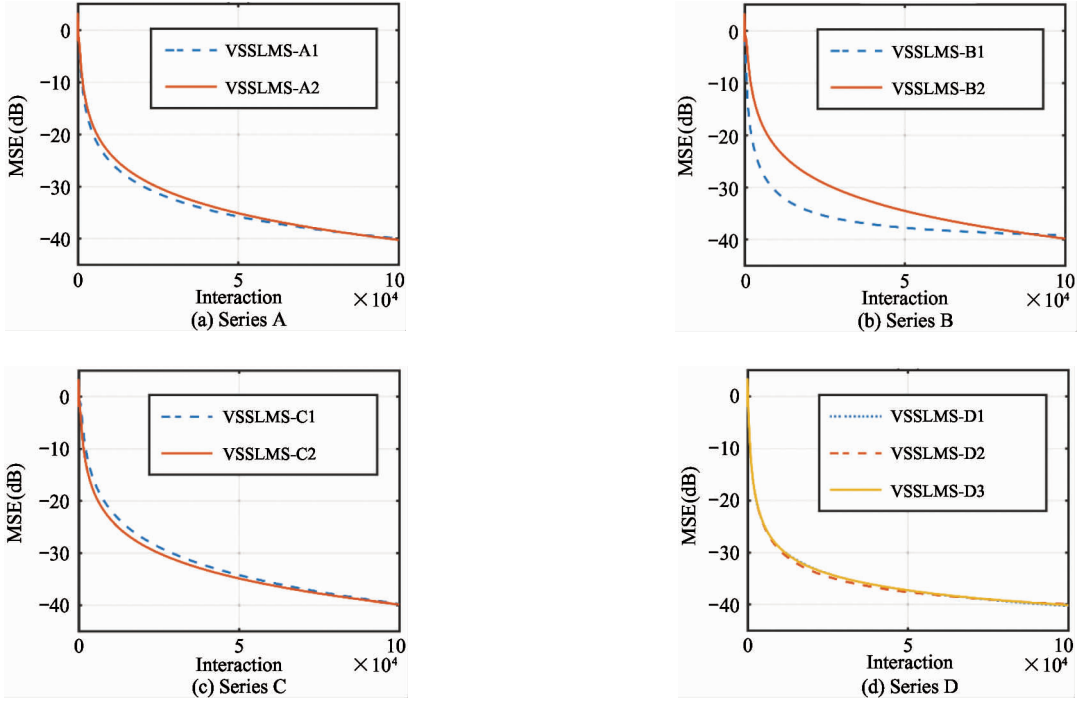 0
−10
−20
−30
−40
MSE(dB)
VSSLMS-A1
VSSLMS-A2
0 5 10
Interaction ×10⁴
(a) Series A
0
−10
−20
−30
−40
MSE(dB)
VSSLMS-B1
VSSLMS-B2
0 5 10
Interaction ×10⁴
(b) Series B
0
−10
−20
−30
−40
MSE(dB)
VSSLMS-C1
VSSLMS-C2
0 5 10
Interaction ×10⁴
(c) Series C
0
−10
−20
−30
−40
MSE(dB)
VSSLMS-D1
VSSLMS-D2
VSSLMS-D3
0 5 10
Interaction ×10⁴
(d) Series D